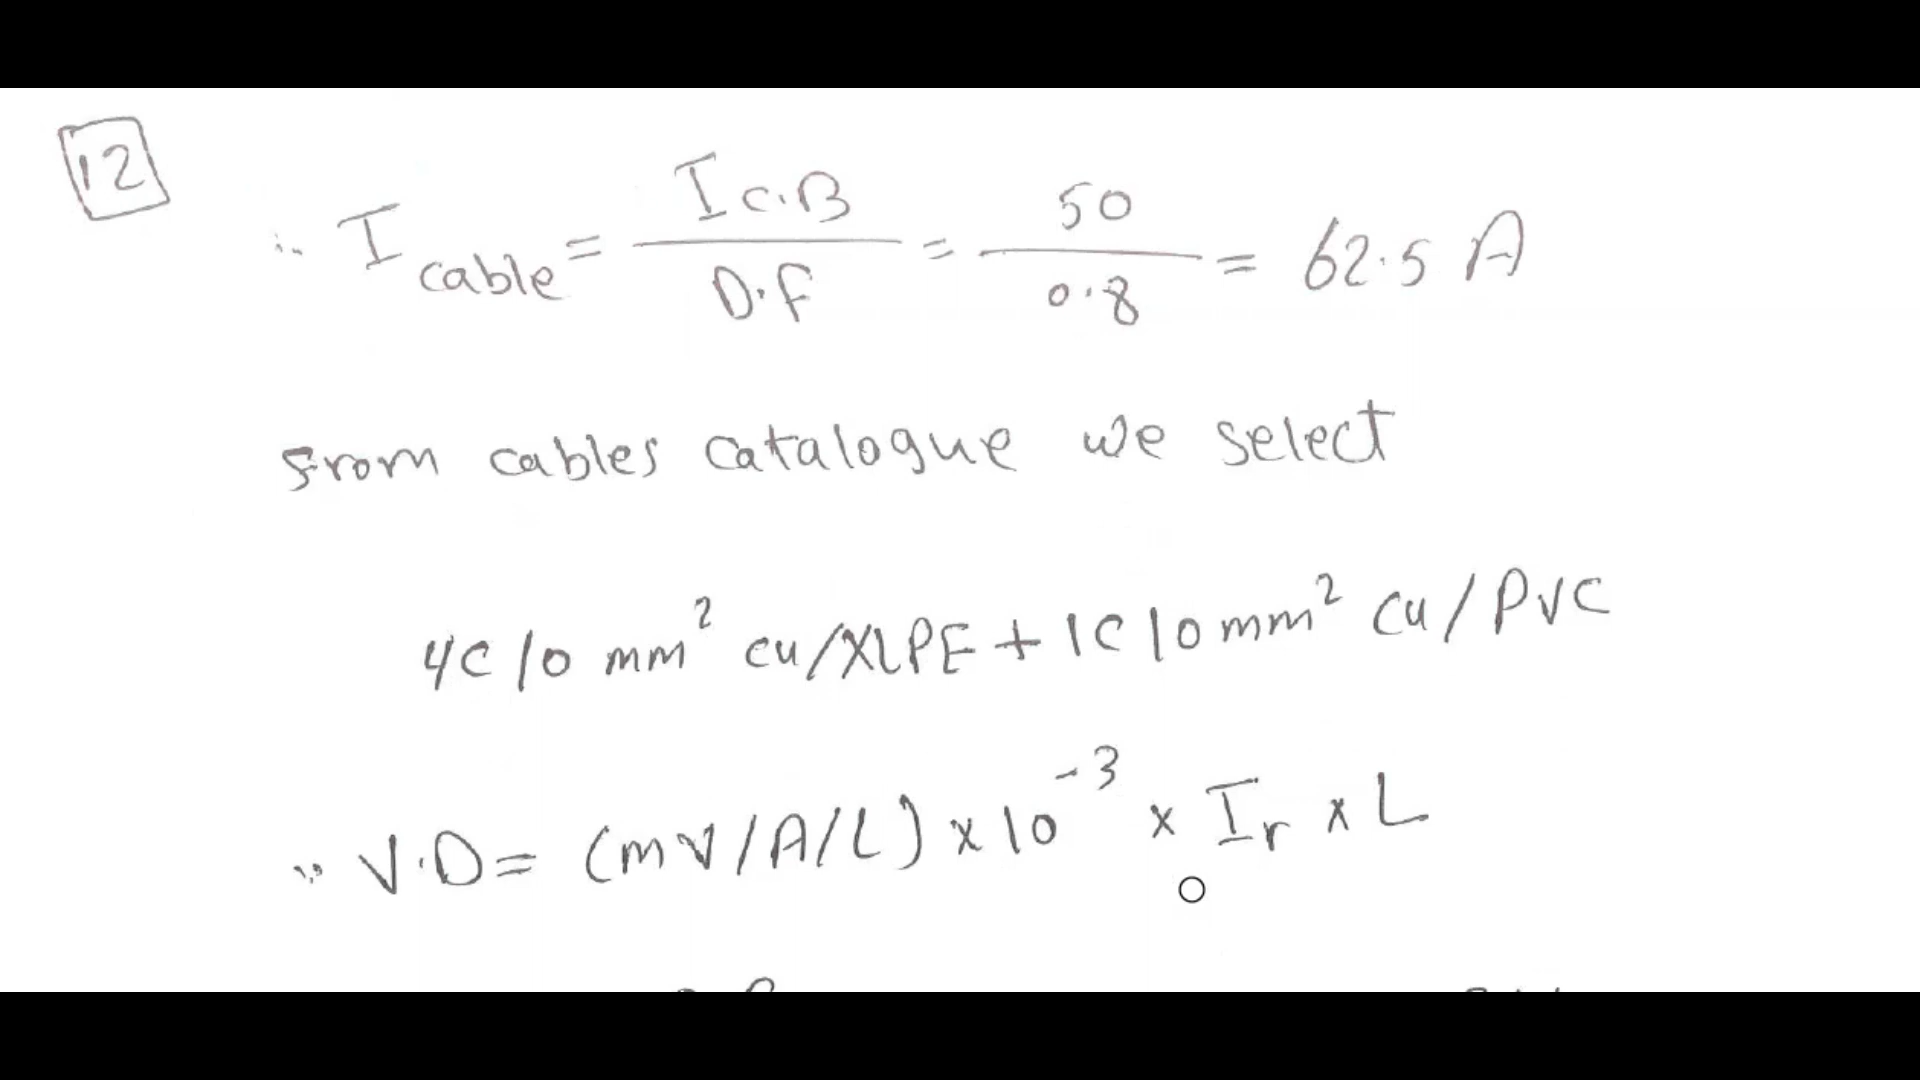 12
∴ I cable = I C.B / D.F = 50 / 0.8 = 62.5 A
From cables catalogue we select
4C 10 mm² cu/XLPE + 1C 10 mm² cu/PVC
∵ V.D = (mV/A/L) x 10⁻³ x Ir x L